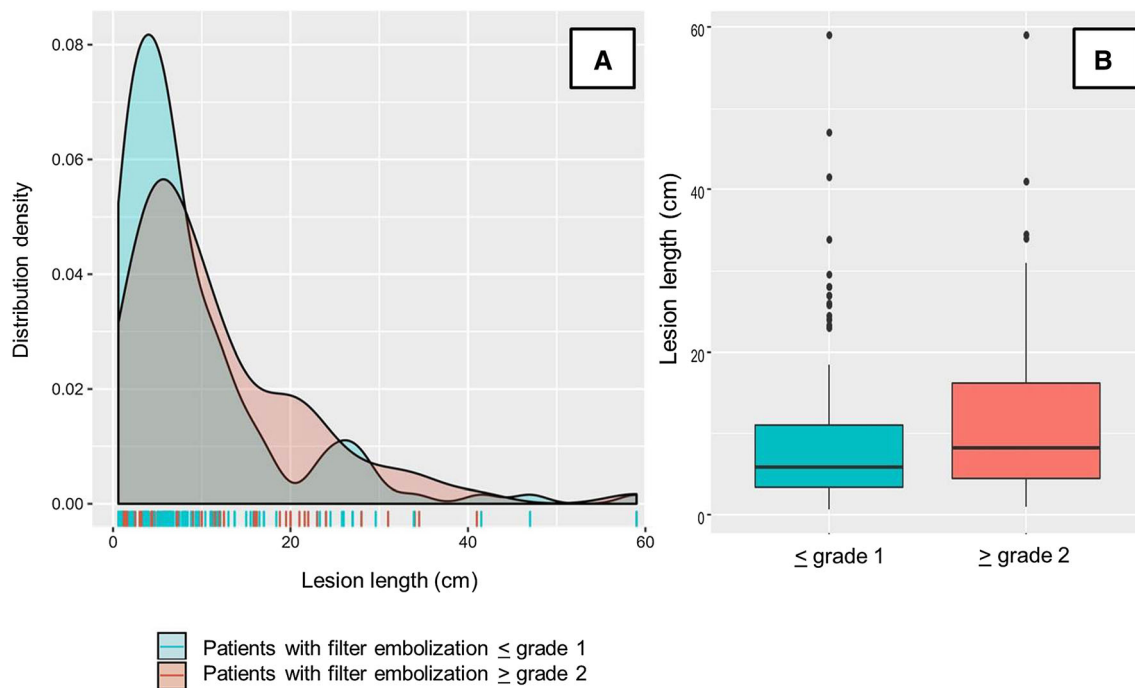 A
0.08
0.06
0.04
0.02
0.00
Distribution density
0
20
40
60
Lesion length (cm)
Patients with filter embolization ≤ grade 1
Patients with filter embolization ≥ grade 2
B
60
40
20
0
Lesion length (cm)
≤ grade 1
≥ grade 2